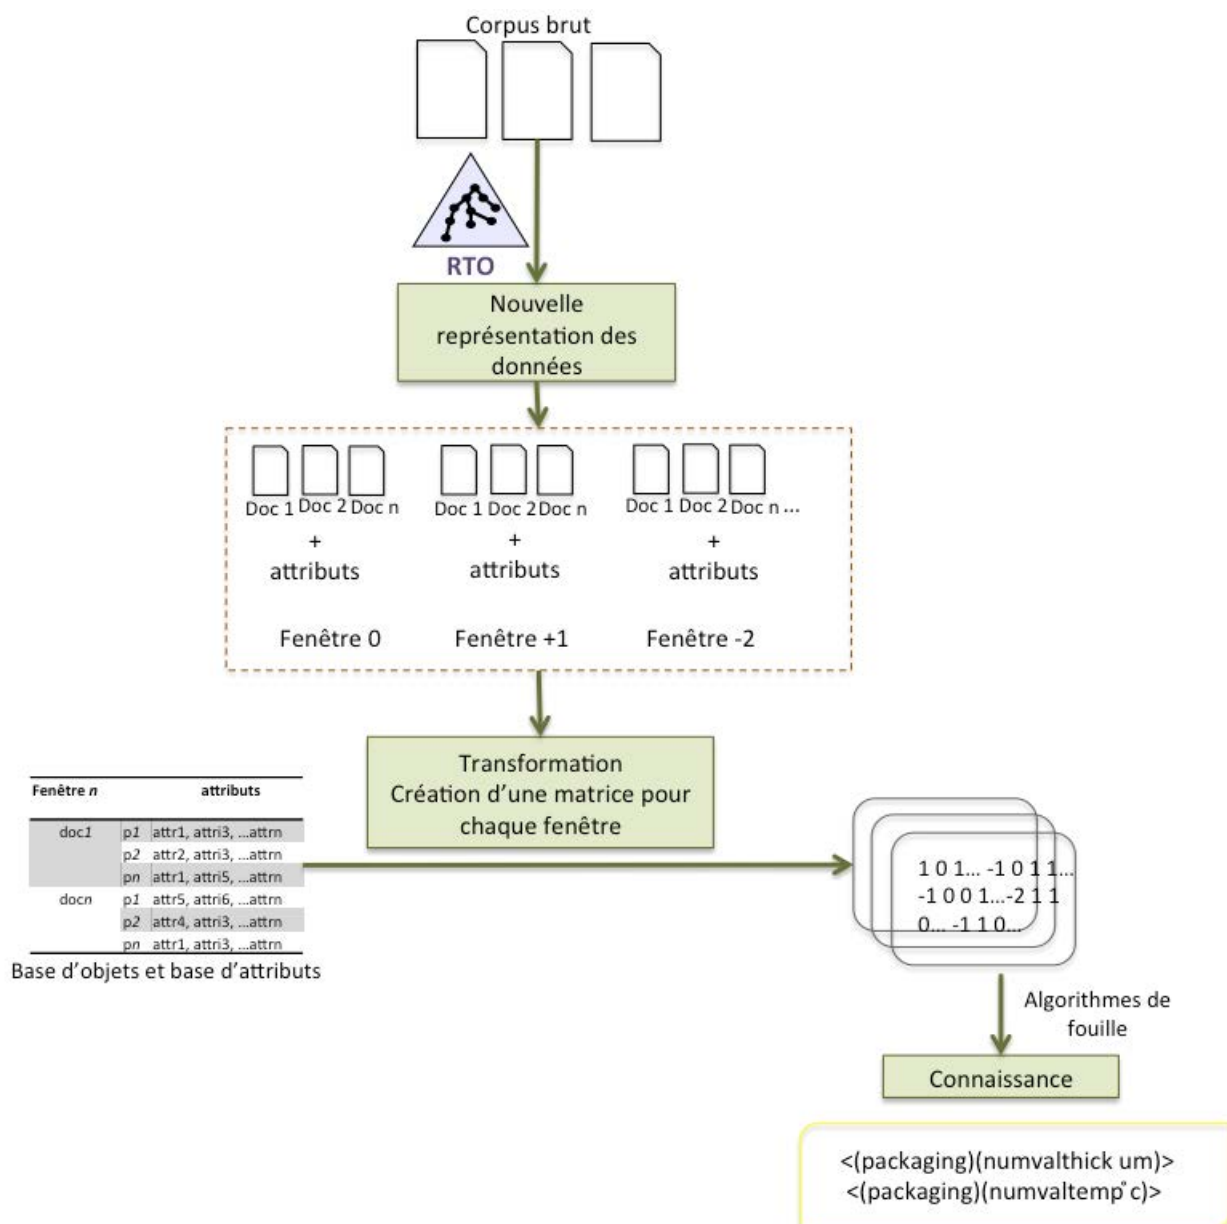 Corpus brut
RTO
Nouvelle
représentation des
données
Doc 1 Doc 2 Doc n
Doc 1 Doc 2 Doc n
Doc 1 Doc 2 Doc n ...
+
attributs
+
attributs
+
attributs
Fenêtre 0
Fenêtre +1
Fenêtre -2
Transformation
Création d'une matrice pour
chaque fenêtre
Fenêtre n attributs
doc1 p1 attr1, attri3, ...attrn
p2 attr2, attri3, ...attrn
pn attr1, attri5, ...attrn
docn p1 attr5, attri6, ...attrn
p2 attr4, attri3, ...attrn
pn attr1, attri3, ...attrn
Base d'objets et base d'attributs
1 0 1... -1 0 1 1...
-1 0 0 1...-2 1 1
0... -1 1 0...
Algorithmes de
fouille
Connaissance
<(packaging)(numvalthick um)>
<(packaging)(numvaltemp°c)>